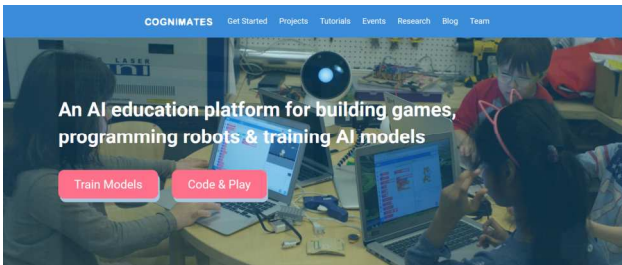 COGNIMATES Get Started Projects Tutorials Events Research Blog Team
LASER
An AI education platform for building games,
programming robots & training AI models
Train Models Code & Play